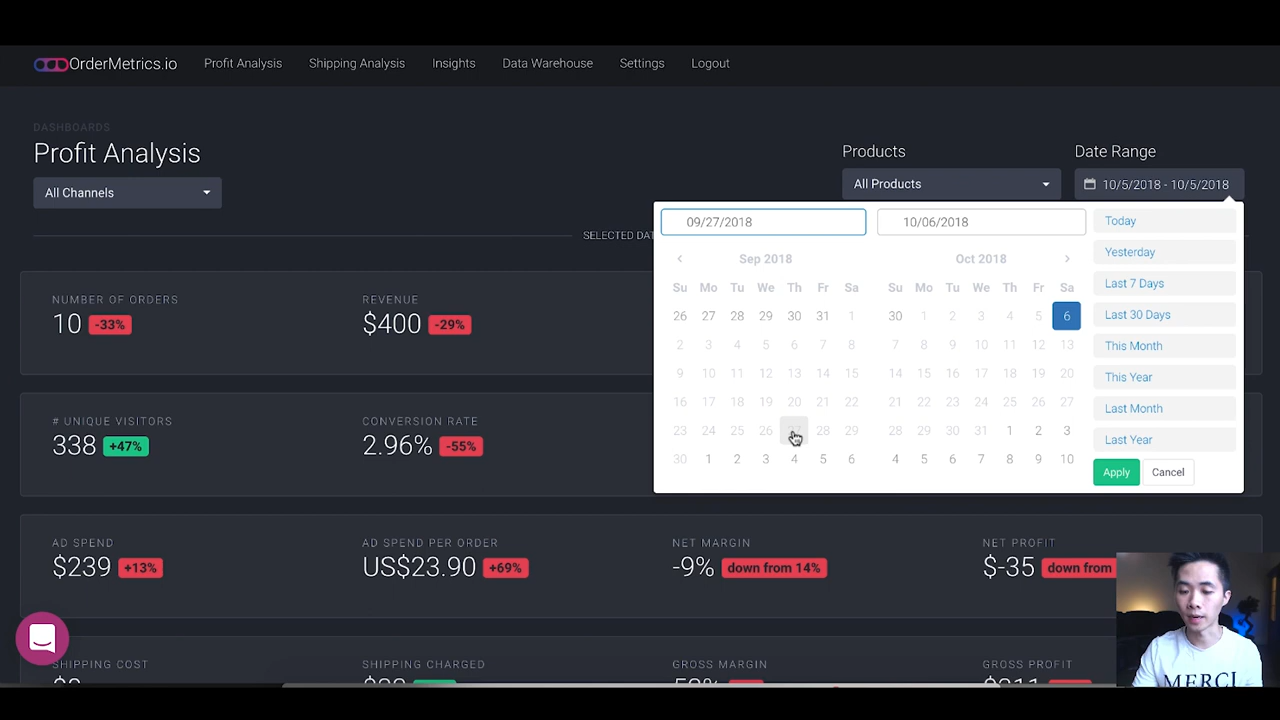 OrderMetrics.io Profit Analysis Shipping Analysis Insights Data Warehouse Settings Logout
DASHBOARDS
Profit Analysis
All Channels
Products
All Products
Date Range
10/5/2018 - 10/5/2018
SELECTED DAT
09/27/2018 10/06/2018
Sep 2018
Su Mo Tu We Th Fr Sa
26 27 28 29 30 31 1
2 3 4 5 6 7 8
9 10 11 12 13 14 15
16 17 18 19 20 21 22
23 24 25 26 27 28 29
30 1 2 3 4 5 6
Oct 2018
Su Mo Tu We Th Fr Sa
30 1 2 3 4 5 6
7 8 9 10 11 12 13
14 15 16 17 18 19 20
21 22 23 24 25 26 27
28 29 30 31 1 2 3
4 5 6 7 8 9 10
Today
Yesterday
Last 7 Days
Last 30 Days
This Month
This Year
Last Month
Last Year
Apply Cancel
NUMBER OF ORDERS
10 -33%
REVENUE
$400 -29%
# UNIQUE VISITORS
338 +47%
CONVERSION RATE
2.96% -55%
AD SPEND
$239 +13%
AD SPEND PER ORDER
US$23.90 +69%
NET MARGIN
-9% down from 14%
NET PROFIT
$-35 down from
SHIPPING COST
SHIPPING CHARGED
GROSS MARGIN
GROSS PROFIT
MERCI